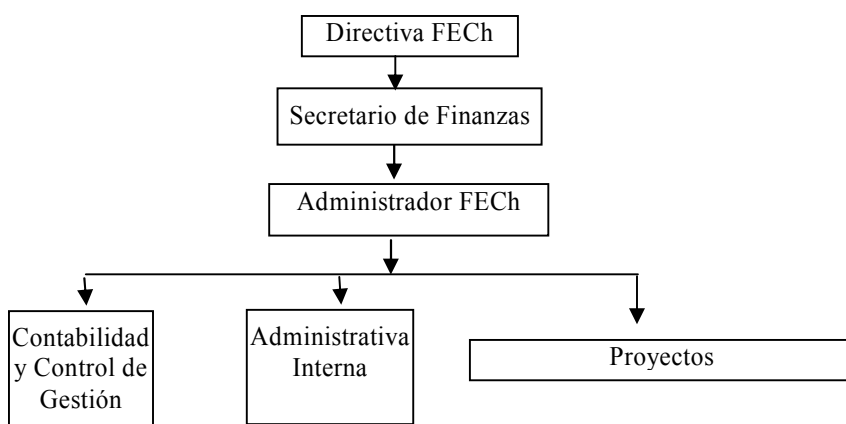 Directiva FECh
Secretario de Finanzas
Administrador FECh
Contabilidad
y Control de
Gestión
Administrativa
Interna
Proyectos